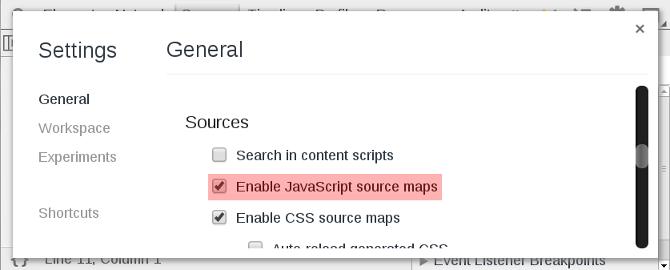 Settings
General
×
General
Workspace
Experiments
Shortcuts
Sources
Search in content scripts
Enable JavaScript source maps
Enable CSS source maps
Auto-reload generated CSS
{} Line 11, Column 1
Event Listener Breakpoints